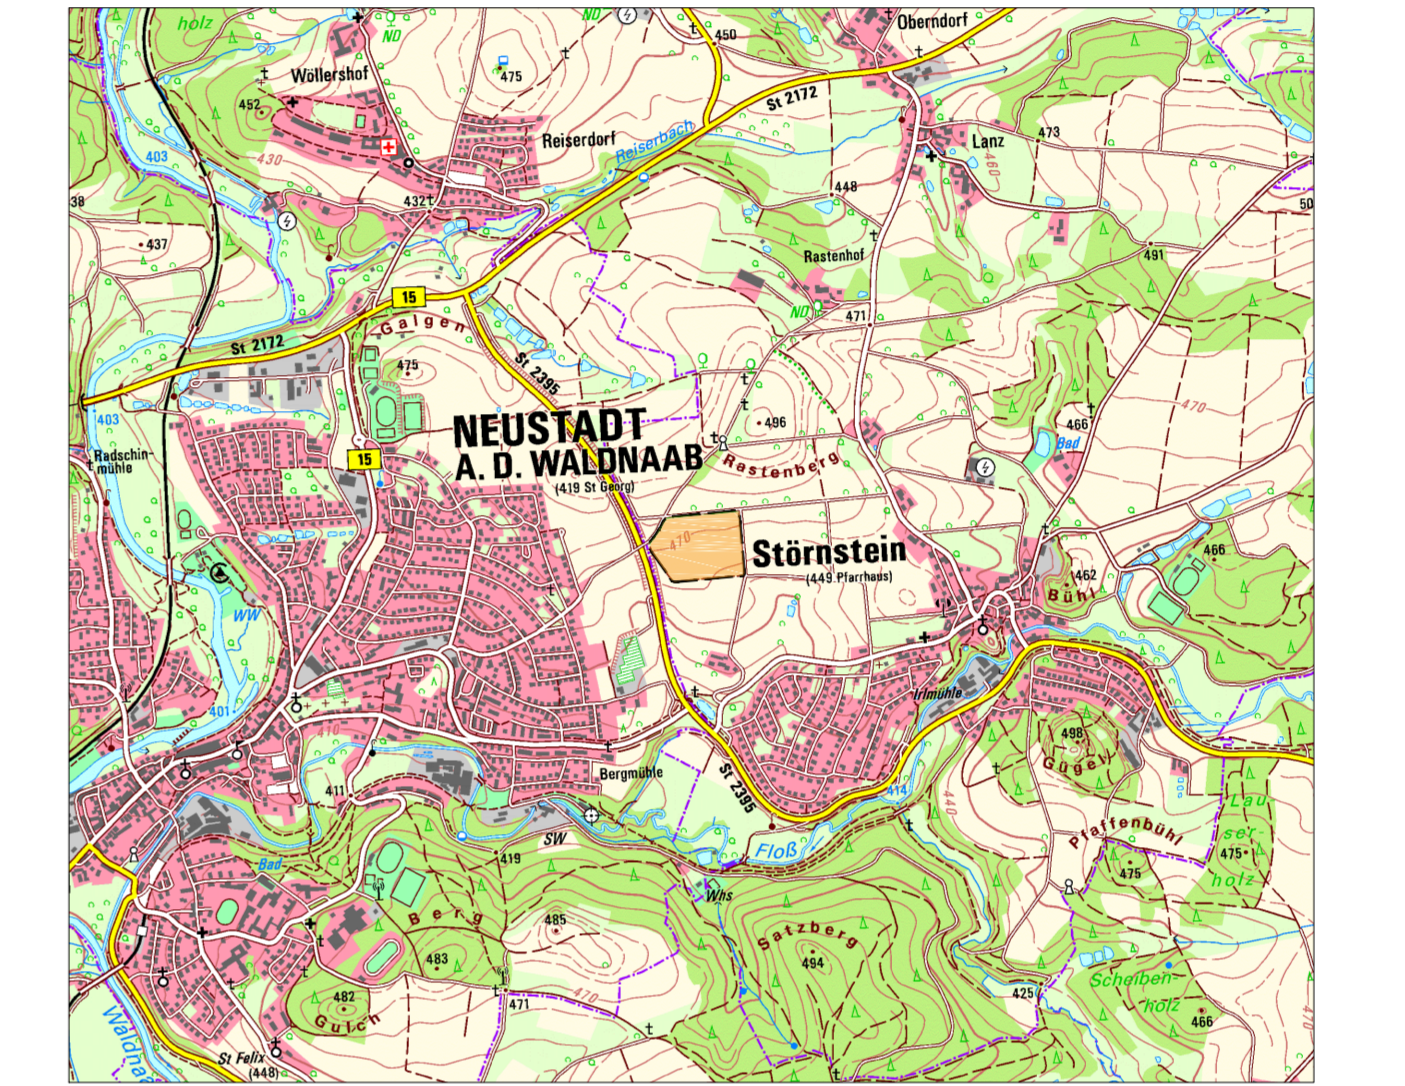 holz
ND
ND
450
Oberndorf
Wöllershof
475
452
St 2172
Reiserdorf
Reiserbach
Lanz
473
403
430
460
448
432
38
50
437
Rastenhof
491
15
ND
471
Galgen
St 2172
475
St 2395
403
470
NEUSTADT
496
466
Bad
Radschin-
mühle
15
A. D. WALDNAAB
Rastenberg
(419 St Georg)
470
Störnstein
466
(449 Pfarrhaus)
462
Bühl
WW
Irlmühle
401
410
498
Gügel
Bergmühle
St 2395
411
414
440
Lau
ser-
holz
Pfaffenbühl
SW
Floß
419
475
475
Bad
Whs
Berg
485
Satzberg
483
494
Scheiben-
holz
482
470
471
425
Gulch
466
470
Waldnaa
St Felix
(448)